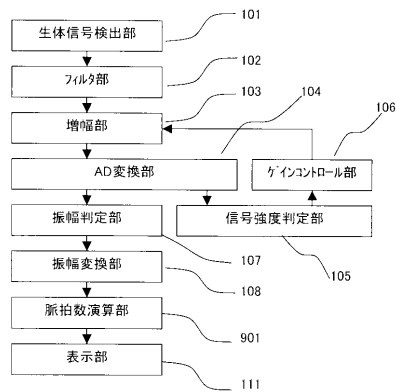 生体信号検出部
101
フィルタ部
102
増幅部
103
104
106
AD変換部
ゲインコントロール部
振幅判定部
107
信号強度判定部
105
振幅変換部
108
脈拍数演算部
901
表示部
111